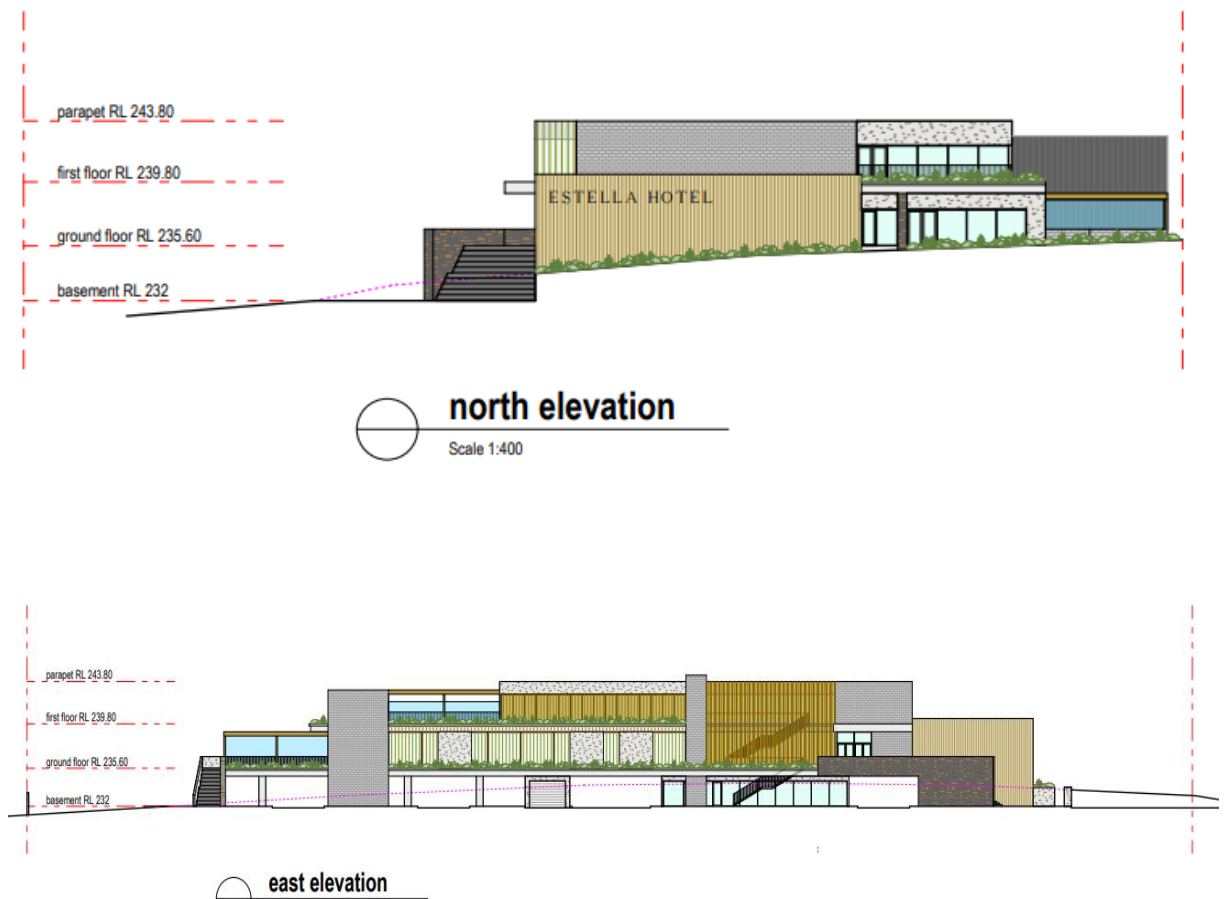 parapet RL 243.80
first floor RL 239.80
ESTELLA HOTEL
ground floor RL 235.60
basement RL 232
north elevation
Scale 1:400
parapet RL 243.80
first floor RL 239.80
ground floor RL 235.60
basement RL 232
east elevation